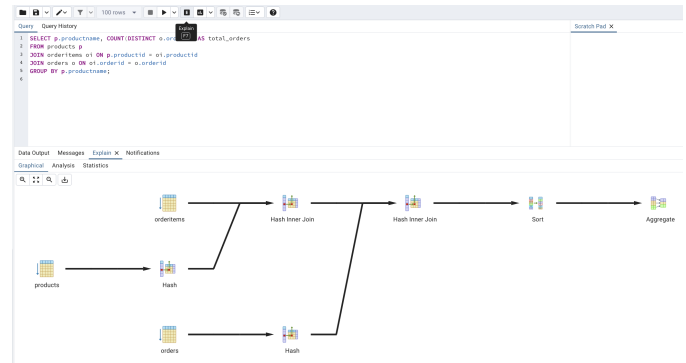 100 rows
Explain
F7
Query Query History
Scratch Pad
1 SELECT p.productname, COUNT(DISTINCT o.ord AS total_orders
2 FROM products p
3 JOIN orderitems oi ON p.productid = oi.productid
4 JOIN orders o ON oi.orderid = o.orderid
5 GROUP BY p.productname;
6
Data Output Messages Explain Notifications
Graphical Analysis Statistics
orderitems Hash Inner Join Hash Inner Join Sort Aggregate
products Hash
orders Hash